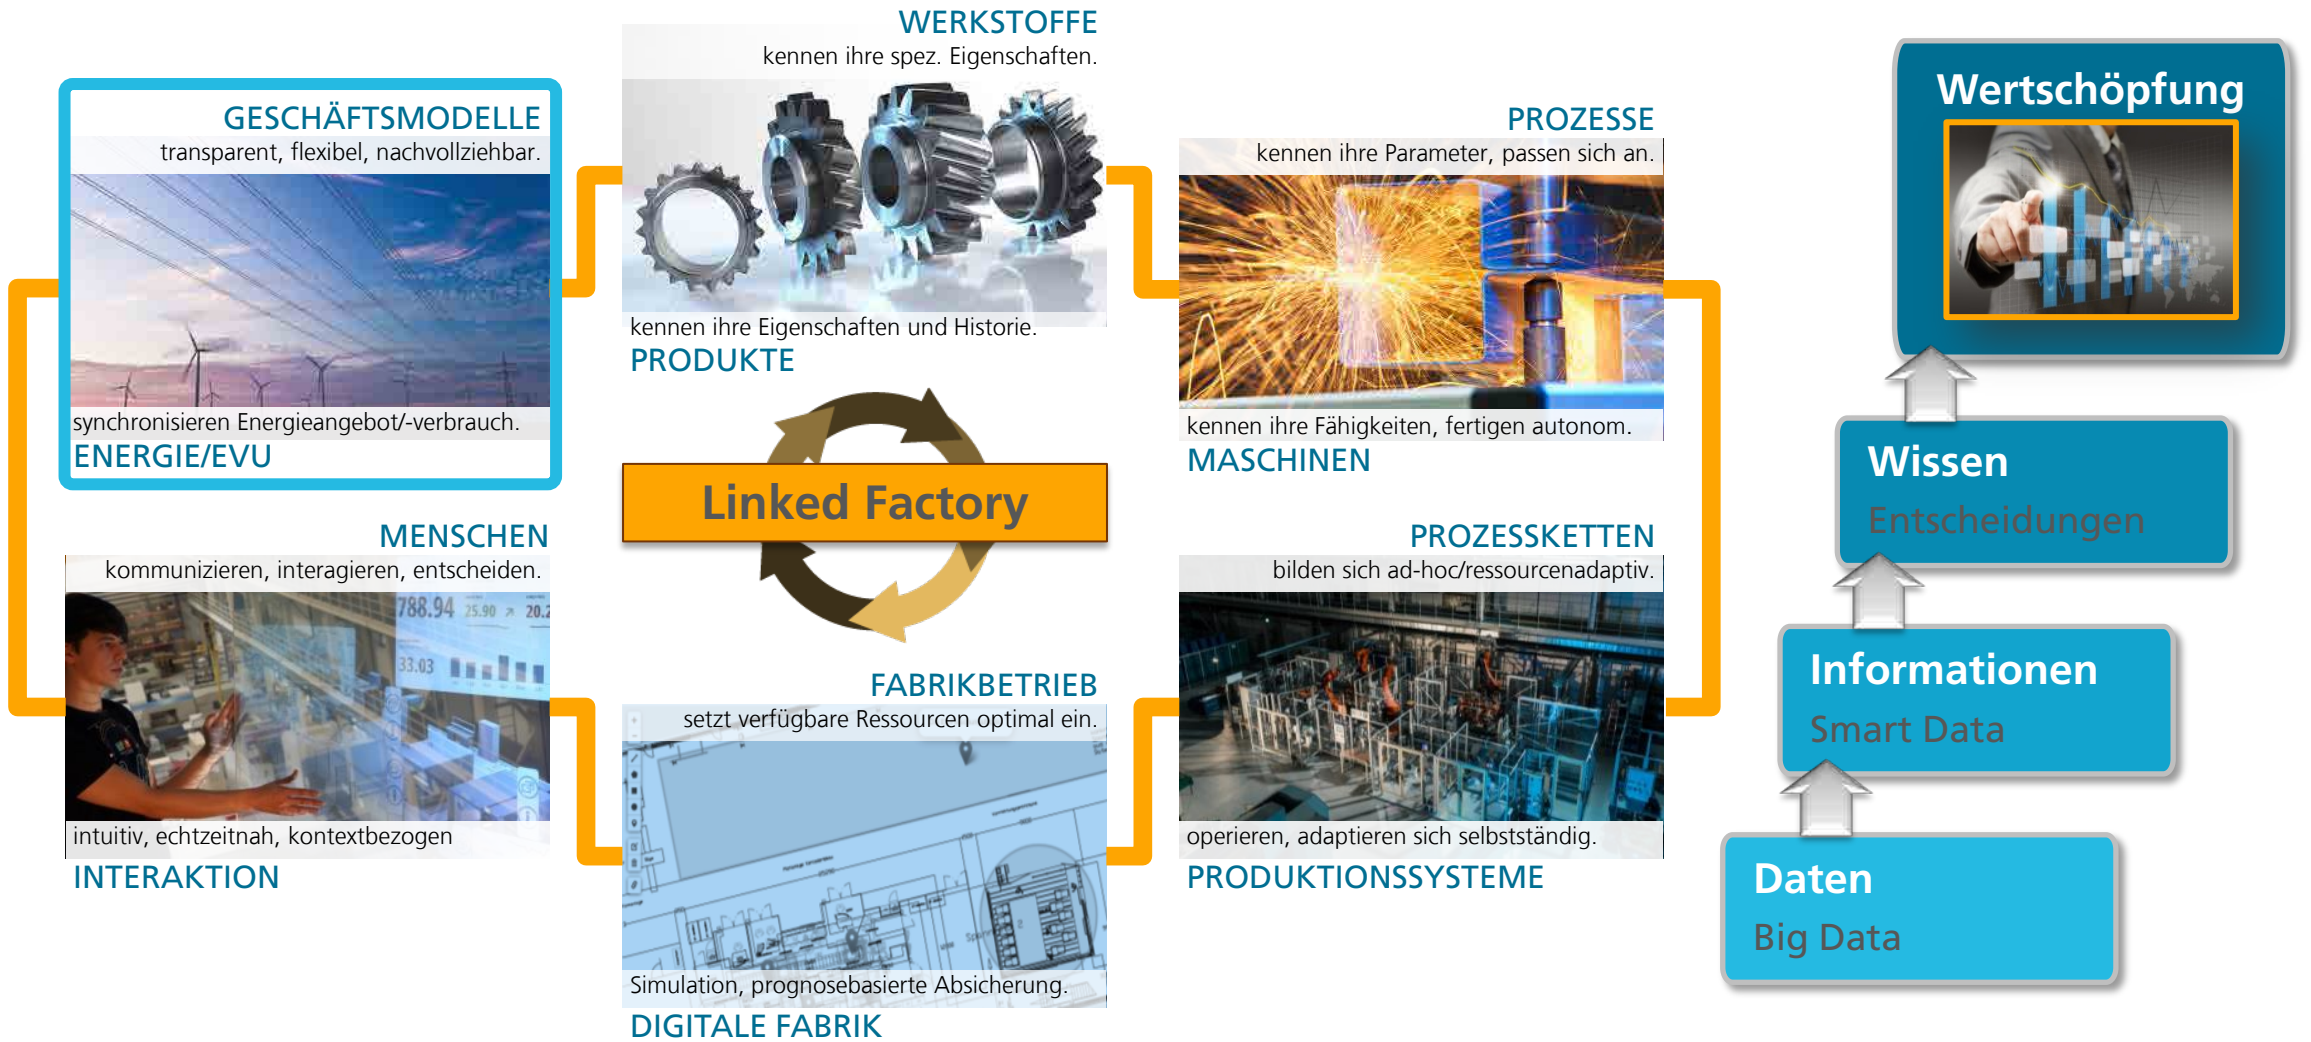 WERKSTOFFE
kennen ihre spez. Eigenschaften.
kennen ihre Eigenschaften und Historie.
PRODUKTE
GESCHÄFTSMODELLE
transparent, flexibel, nachvollziehbar.
synchronisieren Energieangebot/-verbrauch.
ENERGIE/EVU
PROZESSE
kennen ihre Parameter, passen sich an.
kennen ihre Fähigkeiten, fertigen autonom.
MASCHINEN
Linked Factory
MENSCHEN
kommunizieren, interagieren, entscheiden.
788.94
25.90
20.2
33.03
intuitiv, echtzeitnah, kontextbezogen
INTERAKTION
FABRIKBETRIEB
setzt verfügbare Ressourcen optimal ein.
Simulation, prognosebasierte Absicherung.
DIGITALE FABRIK
PROZESSKETTEN
bilden sich ad-hoc/ressourcenadaptiv.
operieren, adaptieren sich selbstständig.
PRODUKTIONSSYSTEME
Wertschöpfung
Wissen
Entscheidungen
Informationen
Smart Data
Daten
Big Data